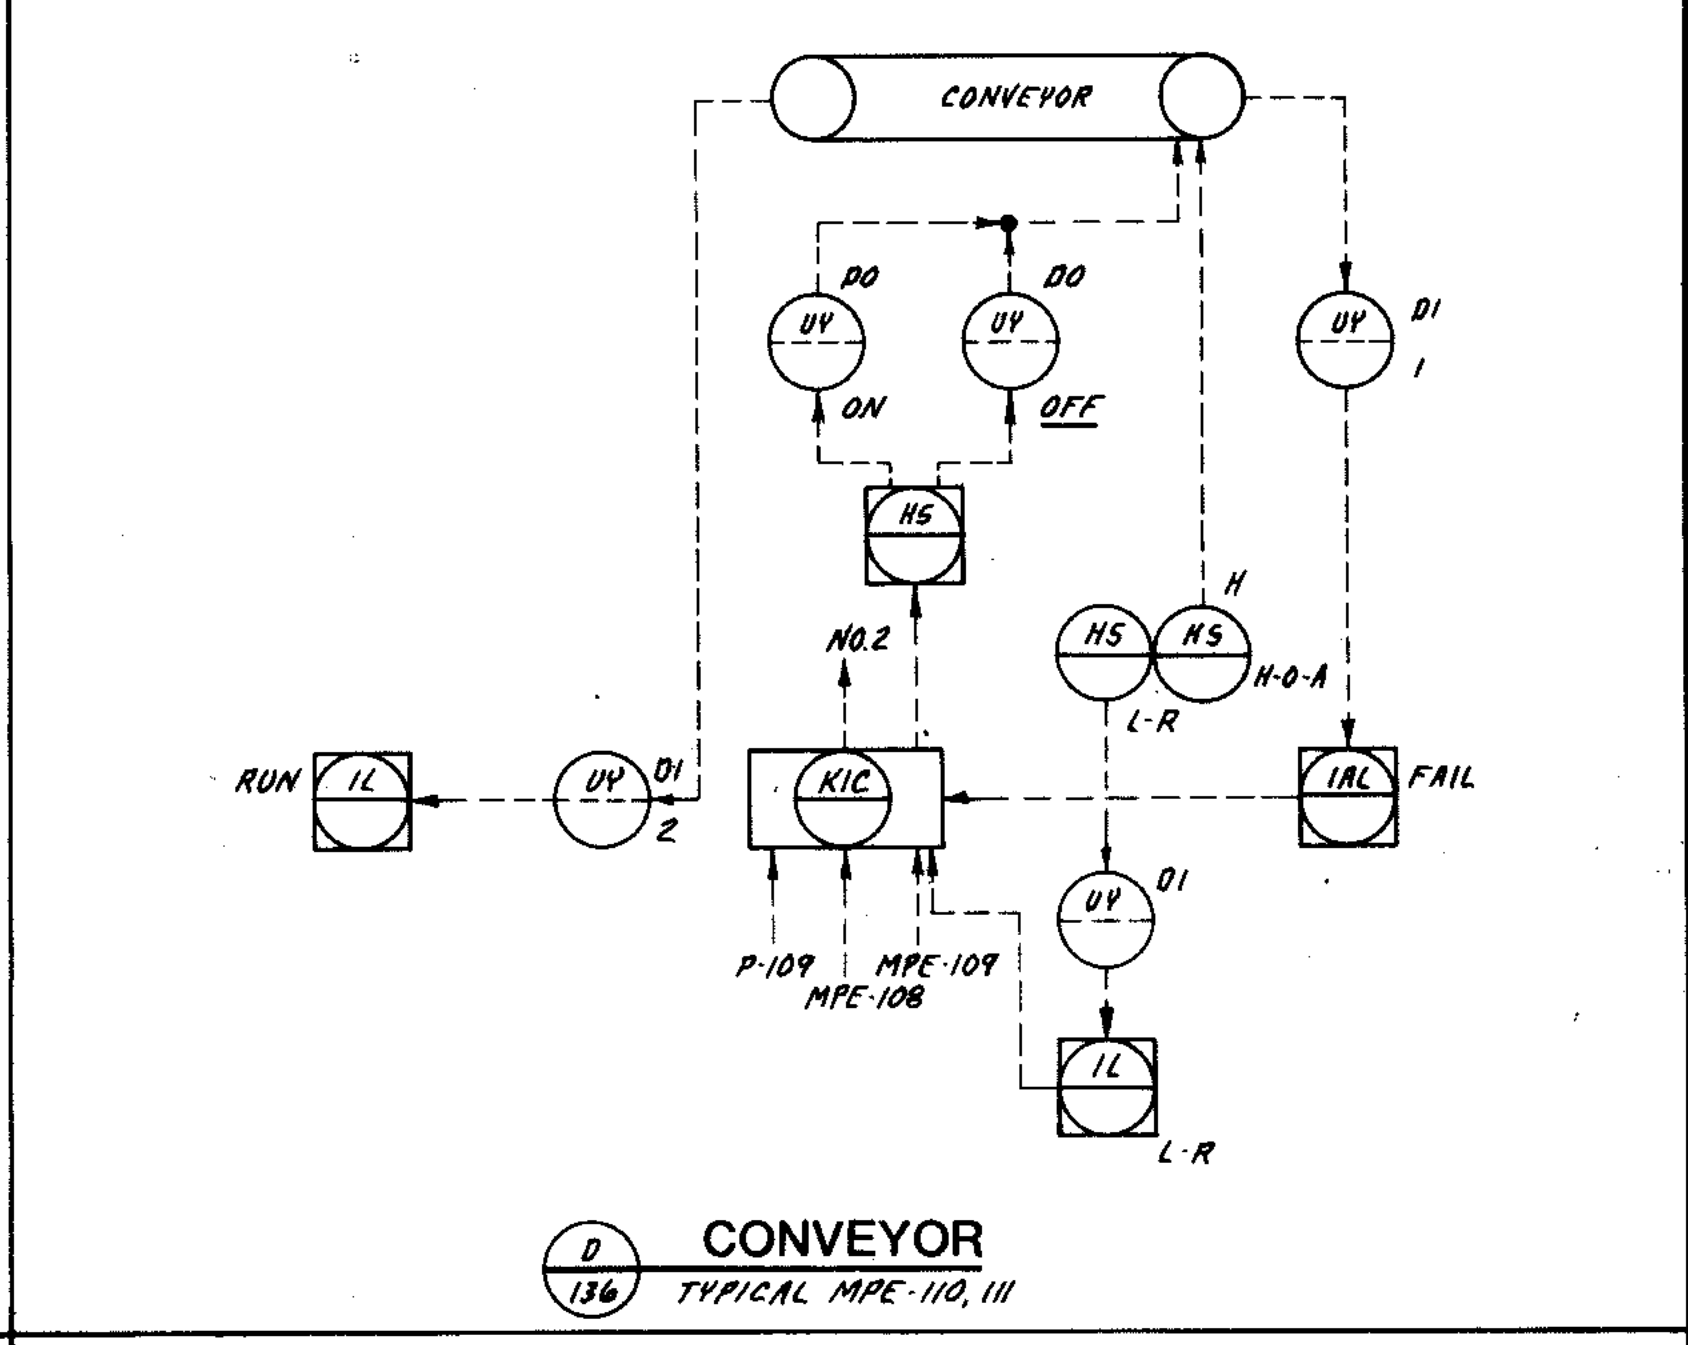 CONVEYOR
DO
DO
UY
UY
UY
DI
1
ON
OFF
HS
H
NO.2
HS
HS
H-O-A
L-R
RUN
IL
UY
DI
2
KIC
IAL
FAIL
UY
DI
P-109
MPE-109
MPE-108
IL
L-R
D
136
CONVEYOR
TYPICAL MPE-110, 111